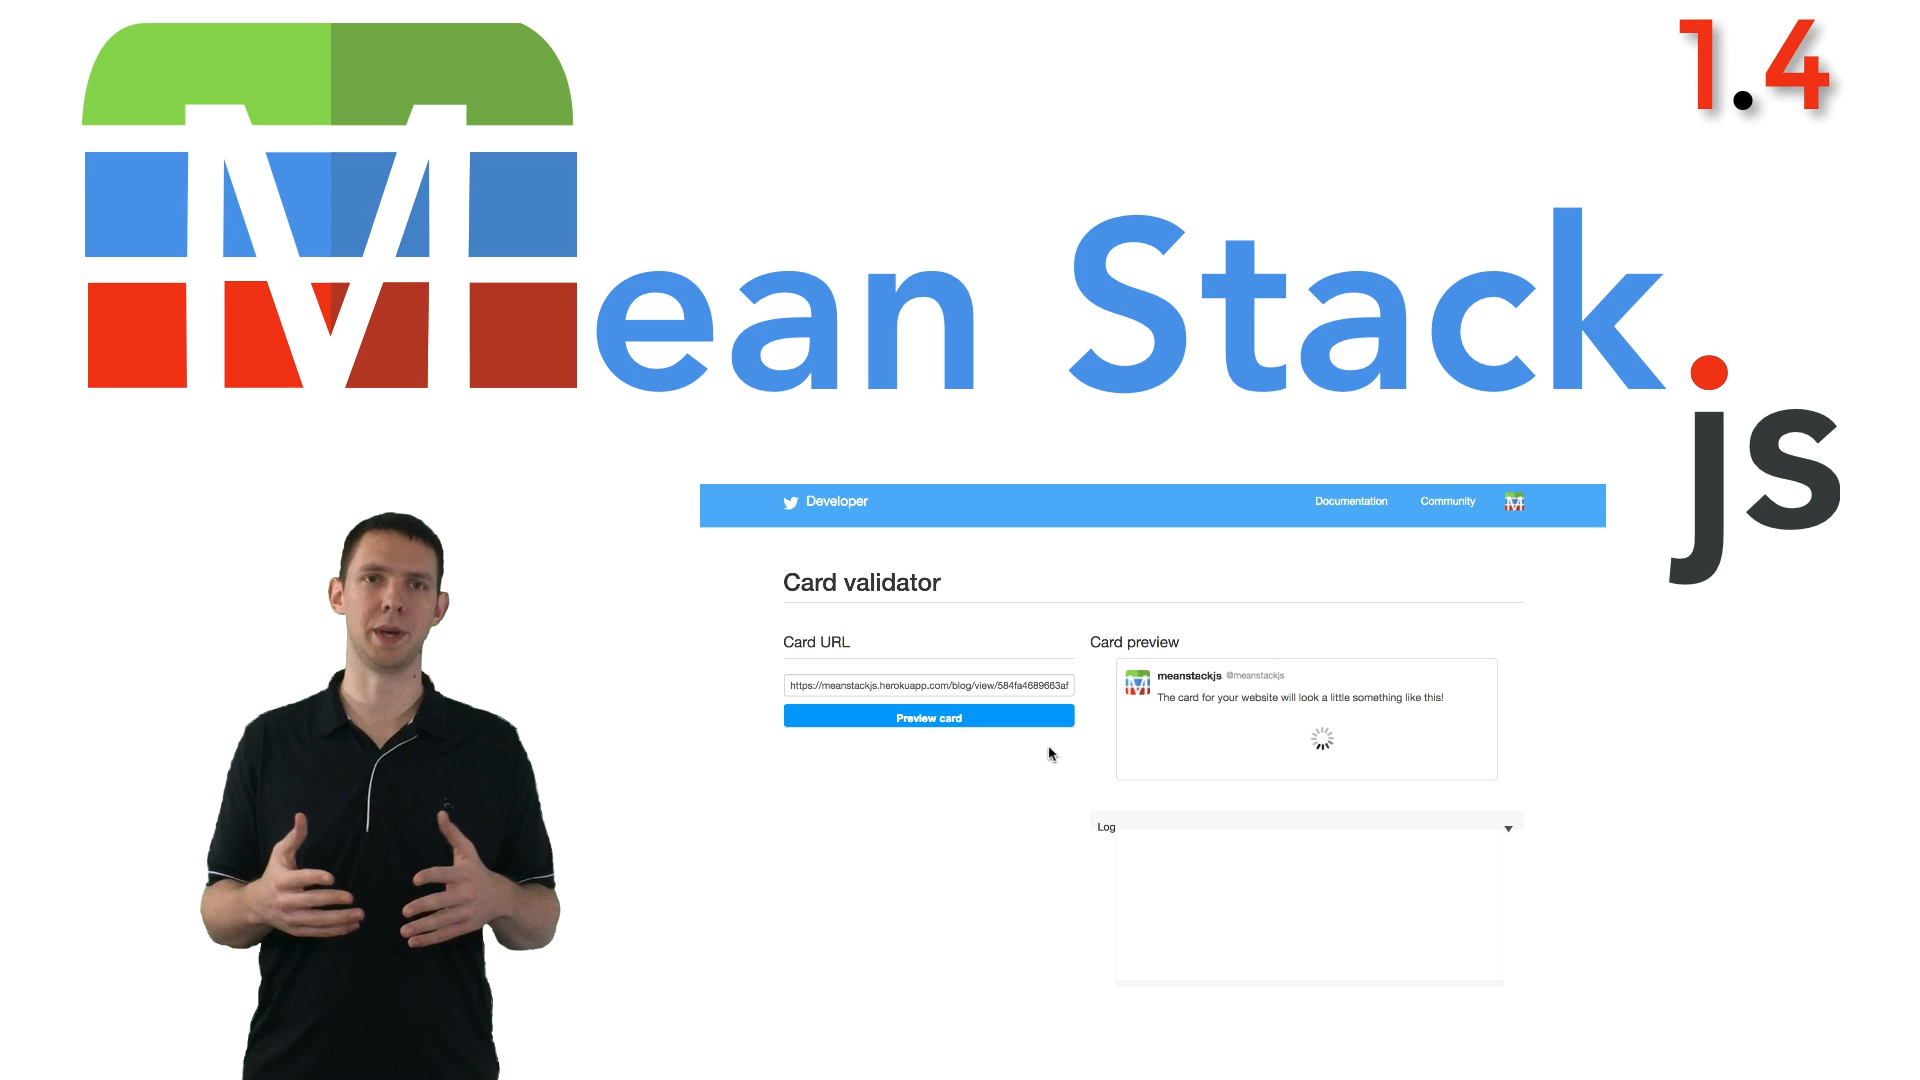 1.4
Mean Stack.js
Developer
Documentation
Community
Card validator
Card URL
https://meanstackjs.herokuapp.com/blog/view/584fa4689663af
Preview card
Card preview
meanstackjs @meanstackjs
The card for your website will look a little something like this!
Log